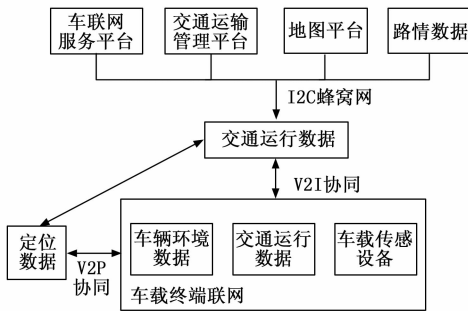 车联网
服务平台
交通运输
管理平台
地图平台
路情数据
I2C蜂窝网
交通运行数据
V2I协同
定位
数据
V2P
协同
车辆环境
数据
交通运行
数据
车载传感
设备
车载终端联网